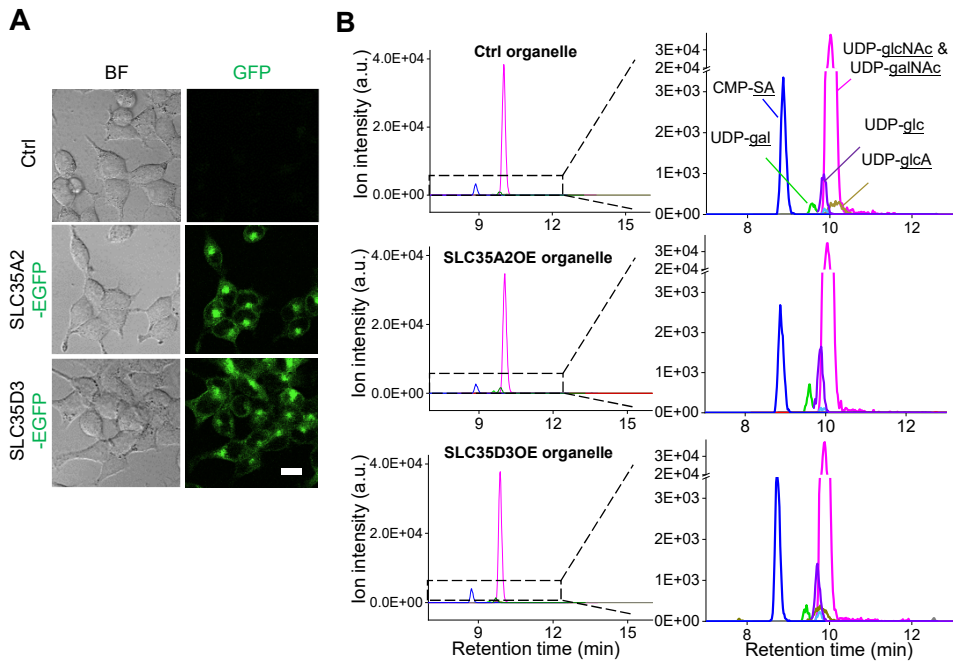 A
BF GFP
Ctrl
SLC35A2
-EGFP
SLC35D3
-EGFP
B
Ctrl organelle
Ion intensity (a.u.)
4.0E+04
2.0E+04
0.0E+00
9 12 15
UDP-glcNAc &
UDP-galNAc
CMP-SA
UDP-gal
UDP-glc
UDP-glcA
3E+04
2E+04
3E+03
2E+03
1E+03
0E+00
8 10 12
SLC35A2OE organelle
Ion intensity (a.u.)
4.0E+04
2.0E+04
0.0E+00
9 12 15
3E+04
2E+04
3E+03
2E+03
1E+03
0E+00
8 10 12
SLC35D3OE organelle
Ion intensity (a.u.)
4.0E+04
2.0E+04
0.0E+00
9 12 15
Retention time (min)
3E+04
2E+04
3E+03
2E+03
1E+03
0E+00
8 10 12
Retention time (min)